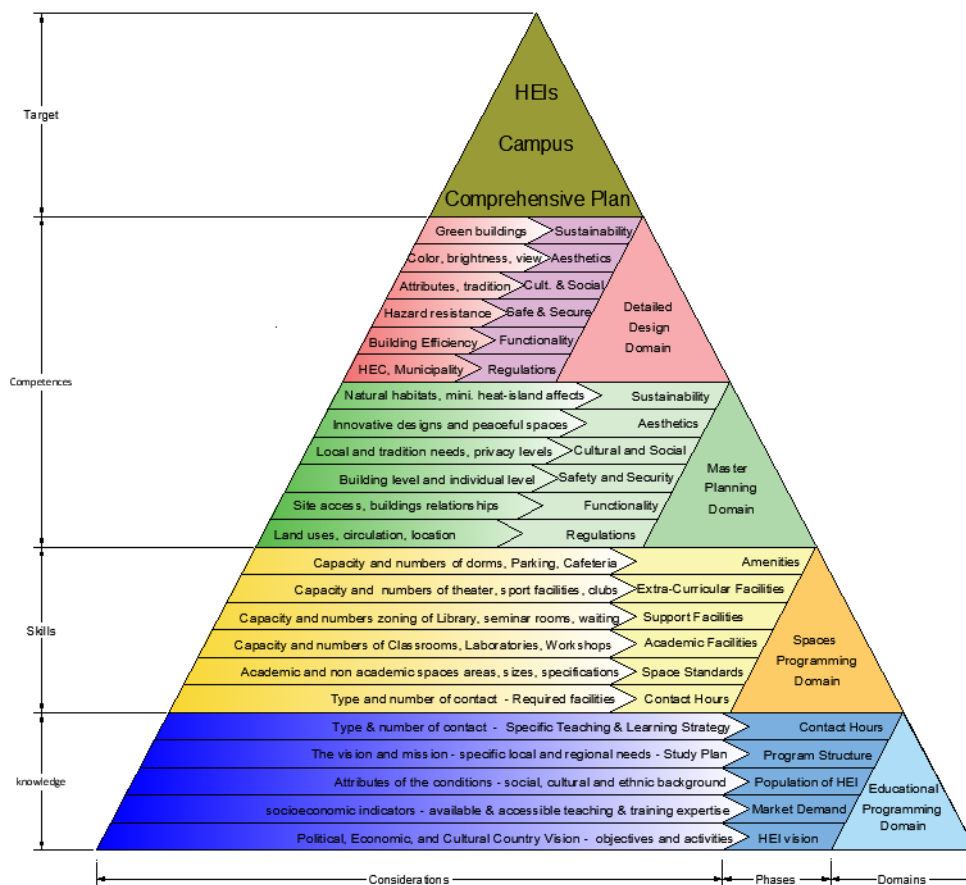 HEIs
Target
Campus
Comprehensive Plan
Green buildings Sustainability
Color, brightness, view Aesthetics
Attributes, tradition Cult. & Social
Hazard resistance Safe & Secure
Building Efficiency Functionality
HEC, Municipality Regulations
Detailed
Design
Domain
Competences
Natural habitats, mini. heat-island affects Sustainability
Innovative designs and peaceful spaces Aesthetics
Local and tradition needs, privacy levels Cultural and Social
Building level and individual level Safety and Security
Site access, buildings relationships Functionality
Land uses, circulation, location Regulations
Master
Planning
Domain
Capacity and numbers of dorms, Parking, Cafeteria Amenities
Capacity and numbers of theater, sport facilities, clubs Extra-Curricular Facilities
Capacity and numbers zoning of Library, seminar rooms, waiting Support Facilities
Capacity and numbers of Classrooms, Laboratories, Workshops Academic Facilities
Academic and non academic spaces areas, sizes, specifications Space Standards
Type and number of contact - Required facilities Contact Hours
Skills
Spaces
Programming
Domain
Type & number of contact - Specific Teaching & Learning Strategy Contact Hours
The vision and mission - specific local and regional needs - Study Plan Program Structure
Attributes of the conditions - social, cultural and ethnic background Population of HEI
socioeconomic indicators - available & accessible teaching & training expertise Market Demand
Political, Economic, and Cultural Country Vision - objectives and activities HEI vision
knowledge
Educational
Programming
Domain
Considerations Phases Domains